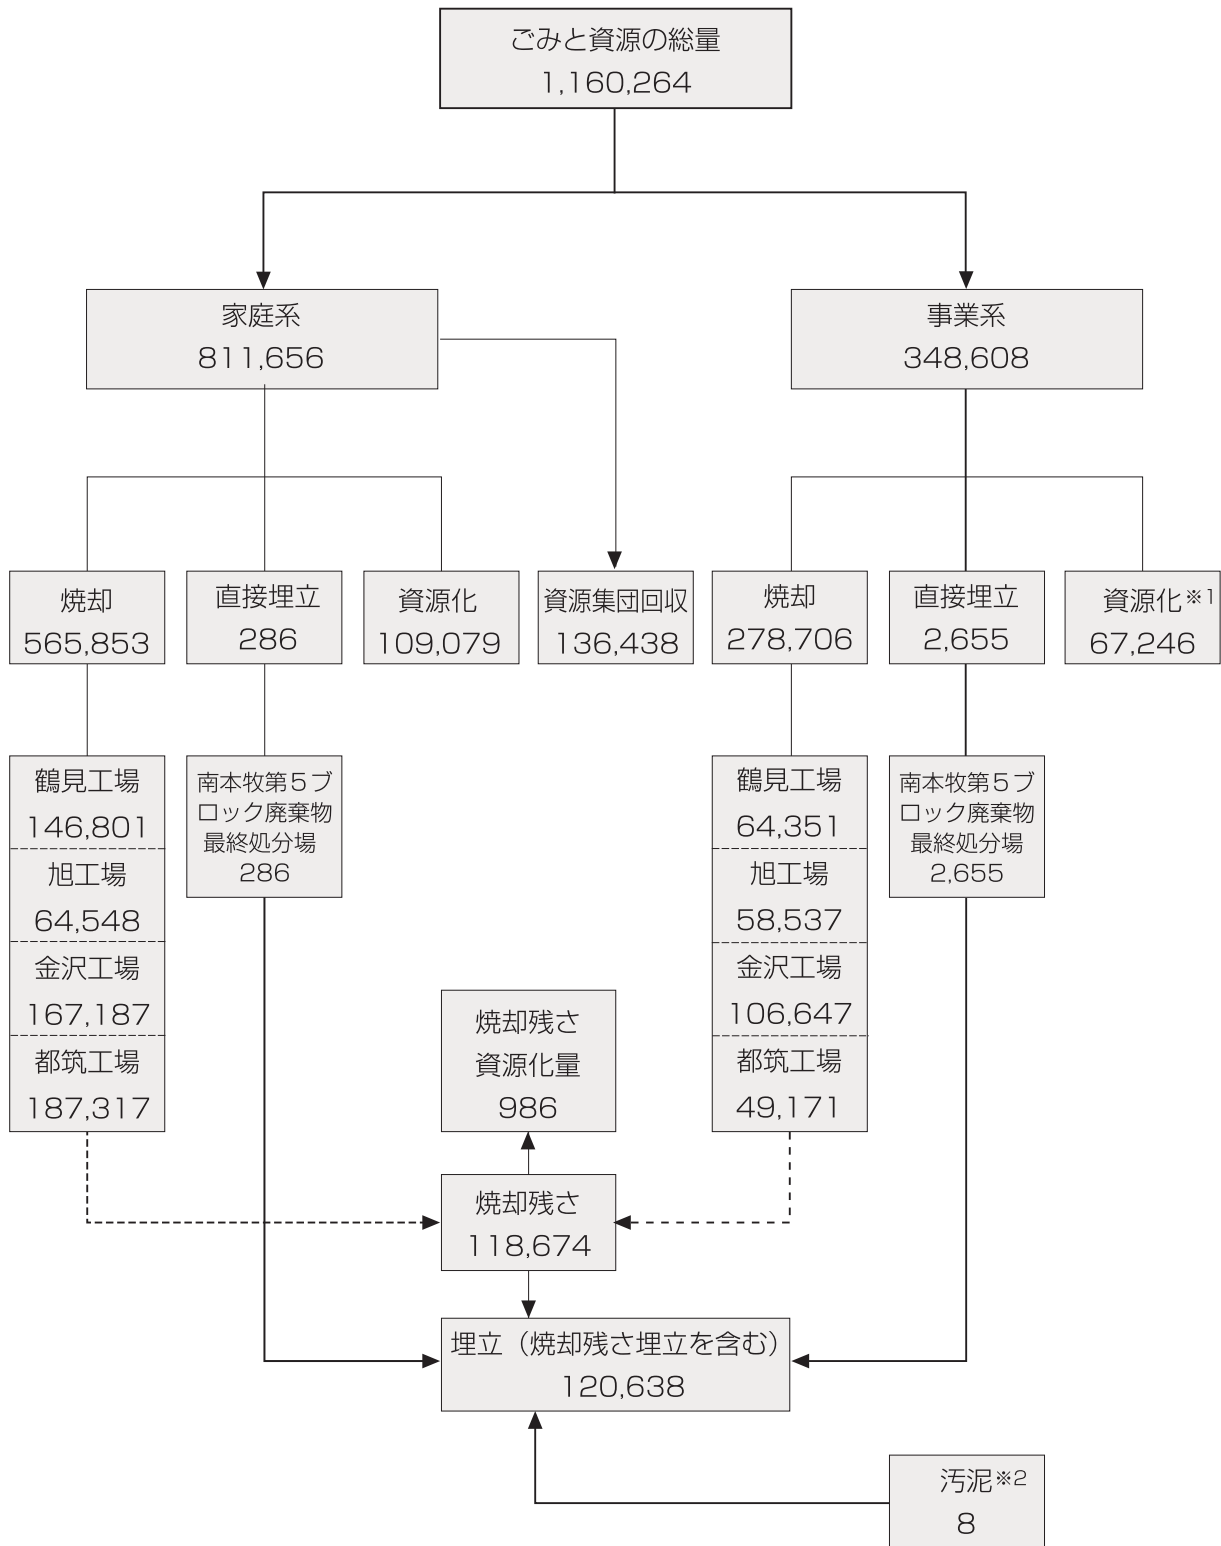 ごみと資源の総量
1,160,264
家庭系
811,656
事業系
348,608
焼却
565,853
直接埋立
286
資源化
109,079
資源集団回収
136,438
焼却
278,706
直接埋立
2,655
資源化※1
67,246
鶴見工場
146,801
旭工場
64,548
金沢工場
167,187
都筑工場
187,317
南本牧第5ブ
ロック廃棄物
最終処分場
286
鶴見工場
64,351
旭工場
58,537
金沢工場
106,647
都筑工場
49,171
南本牧第5ブ
ロック廃棄物
最終処分場
2,655
焼却残さ
資源化量
986
焼却残さ
118,674
埋立（焼却残さ埋立を含む）
120,638
汚泥※2
8